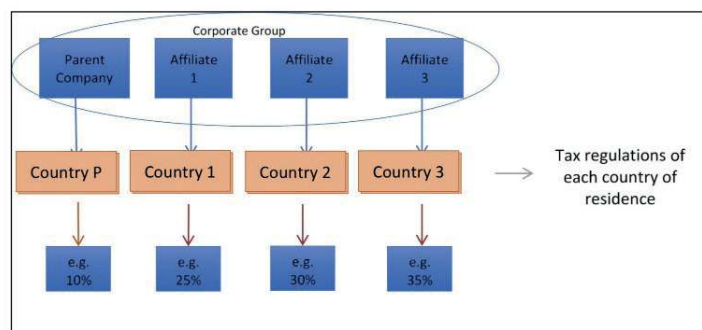 Corporate Group
Parent
Company
Affiliate
1
Affiliate
2
Affiliate
3
Country P
Country 1
Country 2
Country 3
Tax regulations of
each country of
residence
e.g.
10%
e.g.
25%
e.g.
30%
e.g.
35%